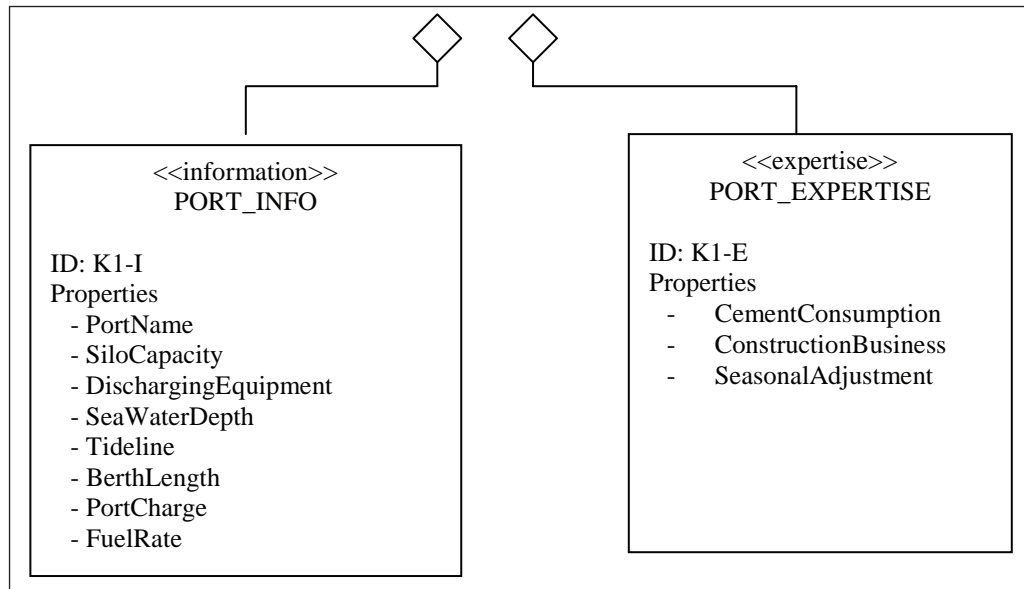 <<information>>
PORT_INFO
ID: K1-I
Properties
- PortName
- SiloCapacity
- DischargingEquipment
- SeaWaterDepth
- Tideline
- BerthLength
- PortCharge
- FuelRate
<<expertise>>
PORT_EXPERTISE
ID: K1-E
Properties
- CementConsumption
- ConstructionBusiness
- SeasonalAdjustment